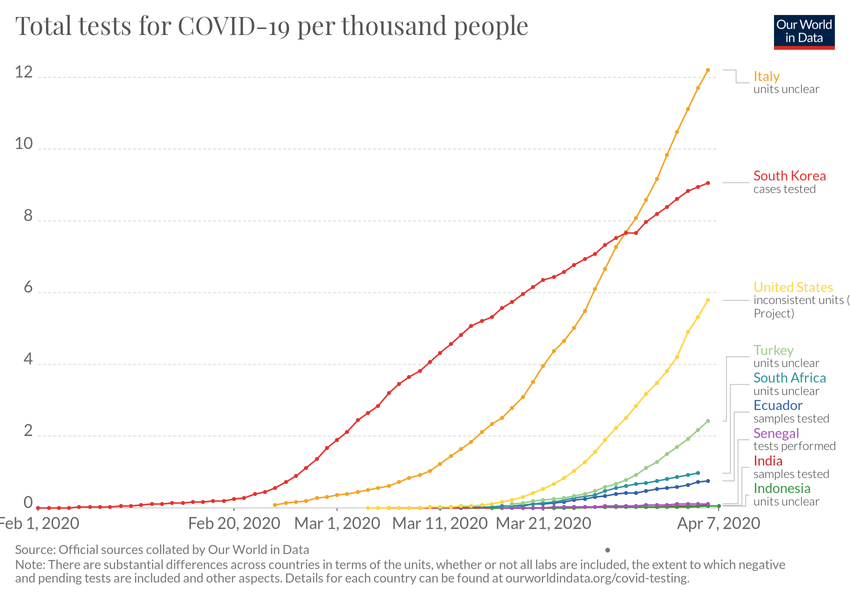 Total tests for COVID-19 per thousand people
Our World
in Data
12
10
8
6
4
2
0
Italy
units unclear
South Korea
cases tested
United States
inconsistent units (
Project)
Turkey
units unclear
South Africa
units unclear
Ecuador
samples tested
Senegal
tests performed
India
samples tested
Indonesia
units unclear
Feb 1, 2020 Feb 20, 2020 Mar 1, 2020 Mar 11, 2020 Mar 21, 2020 Apr 7, 2020
Source: Official sources collated by Our World in Data
Note: There are substantial differences across countries in terms of the units, whether or not all labs are included, the extent to which negative
and pending tests are included and other aspects. Details for each country can be found at ourworldindata.org/covid-testing.